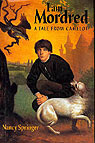 I am
Mordred
A TALE FROM CAMELOT
Nancy Springer